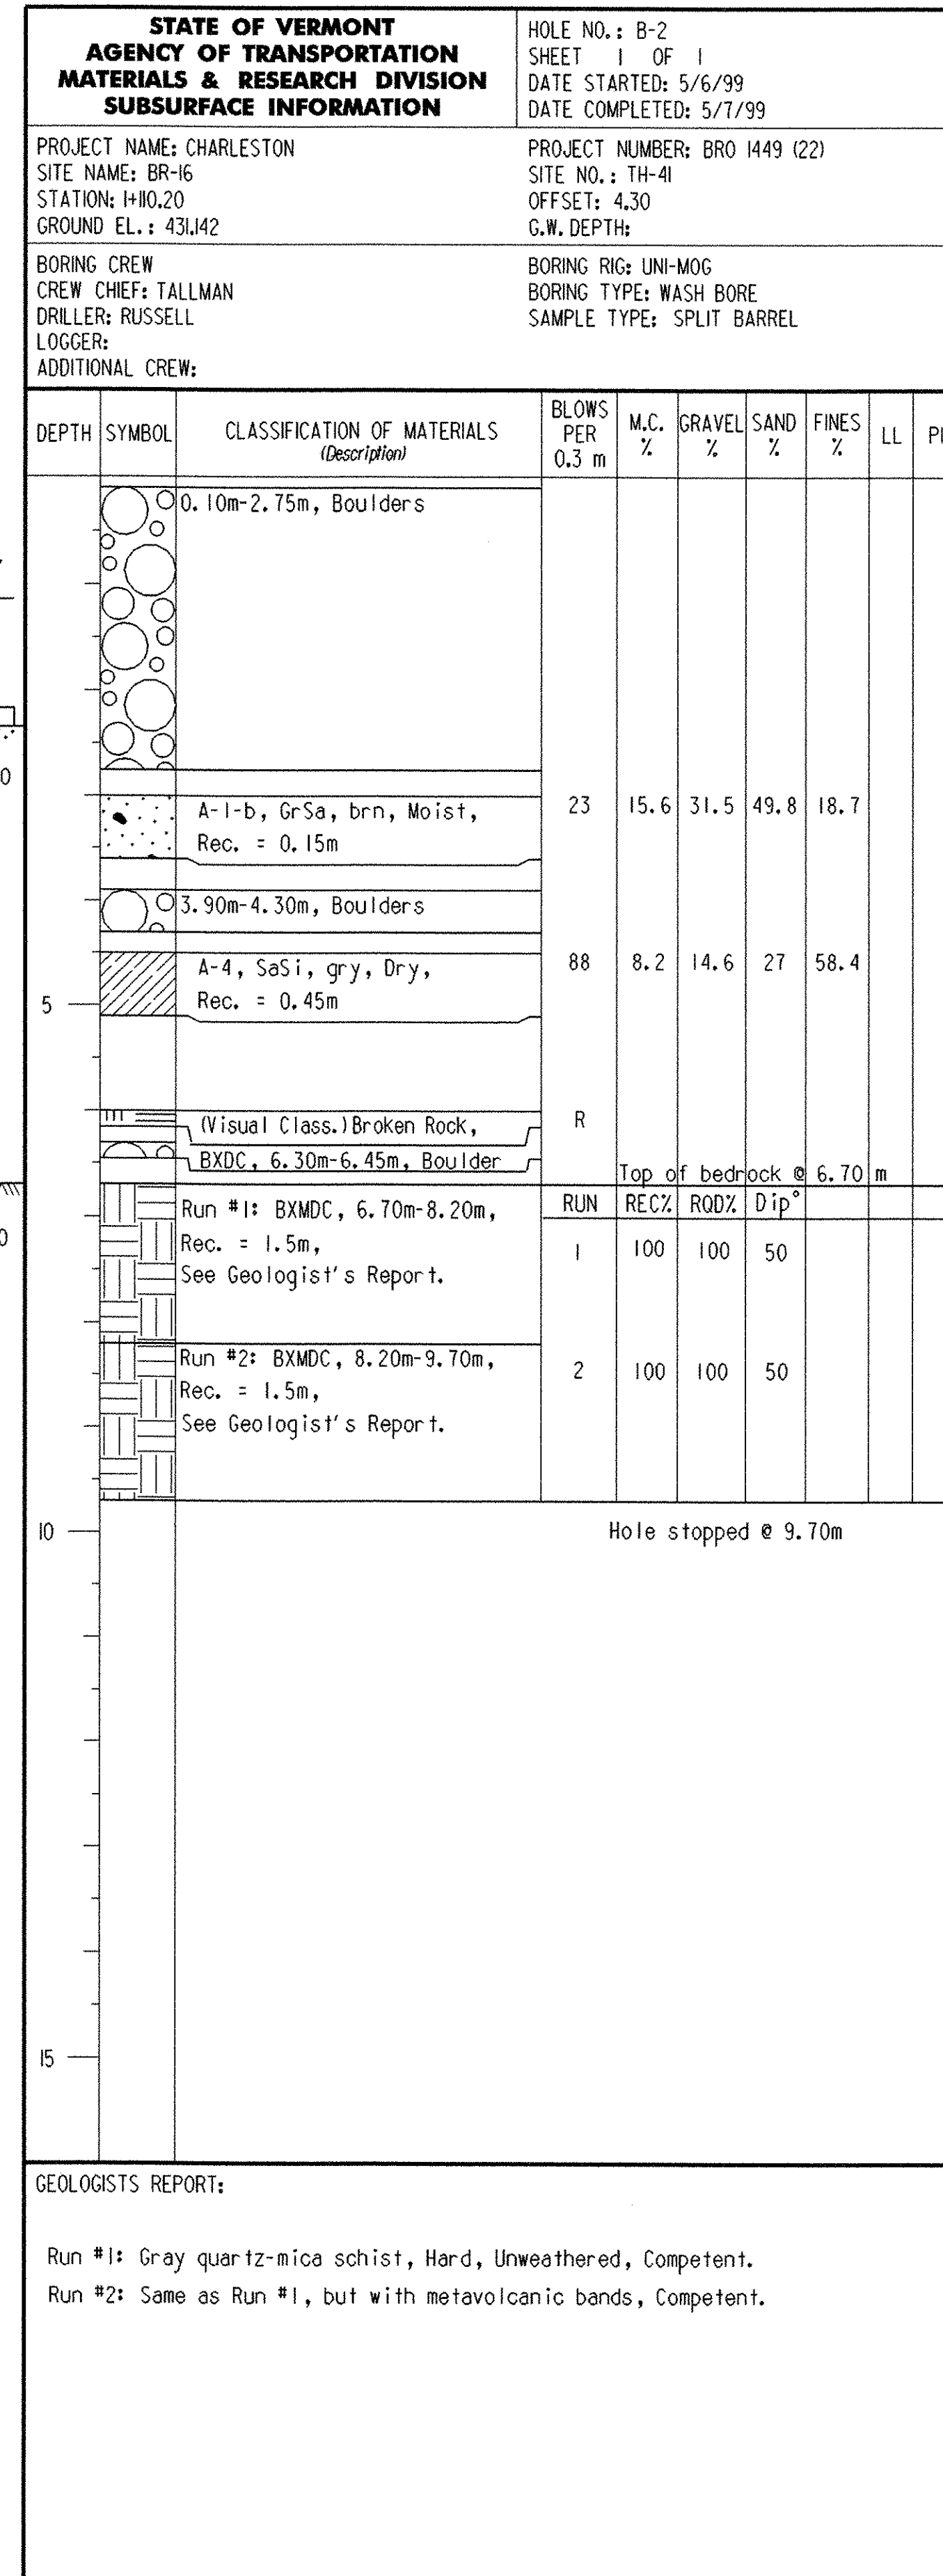 STATE OF VERMONT
AGENCY OF TRANSPORTATION
MATERIALS & RESEARCH DIVISION
SUBSURFACE INFORMATION
HOLE NO.: B-2
SHEET 1 OF 1
DATE STARTED: 5/6/99
DATE COMPLETED: 5/7/99
PROJECT NAME: CHARLESTON
SITE NAME: BR-16
STATION: 1+110.20
GROUND EL.: 431.142
PROJECT NUMBER: BRO 1449 (22)
SITE NO.: TH-41
OFFSET: 4.30
G.W. DEPTH:
BORING CREW
CREW CHIEF: TALLMAN
DRILLER: RUSSELL
LOGGER:
ADDITIONAL CREW:
BORING RIG: UNI-MOG
BORING TYPE: WASH BORE
SAMPLE TYPE: SPLIT BARREL
DEPTH SYMBOL CLASSIFICATION OF MATERIALS (Description) BLOWS PER 0.3 m M.C. % GRAVEL % SAND % FINES % LL PI
0.10m-2.75m, Boulders
A-1-b, GrSa, brn, Moist, 23 15.6 31.5 49.8 18.7
Rec. = 0.15m
3.90m-4.30m, Boulders
A-4, SaSi, gry, Dry, 88 8.2 14.6 27 58.4
5 Rec. = 0.45m
(Visual Class.) Broken Rock, R
BXDC, 6.30m-6.45m, Boulder
Top of bedrock @ 6.70 m
RUN REC% RQD% Dip°
Run #1: BXMDC, 6.70m-8.20m,
Rec. = 1.5m, 1 100 100 50
See Geologist's Report.
Run #2: BXMDC, 8.20m-9.70m, 2 100 100 50
Rec. = 1.5m,
See Geologist's Report.
10 Hole stopped @ 9.70m
15
GEOLOGISTS REPORT:
Run #1: Gray quartz-mica schist, Hard, Unweathered, Competent.
Run #2: Same as Run #1, but with metavolcanic bands, Competent.